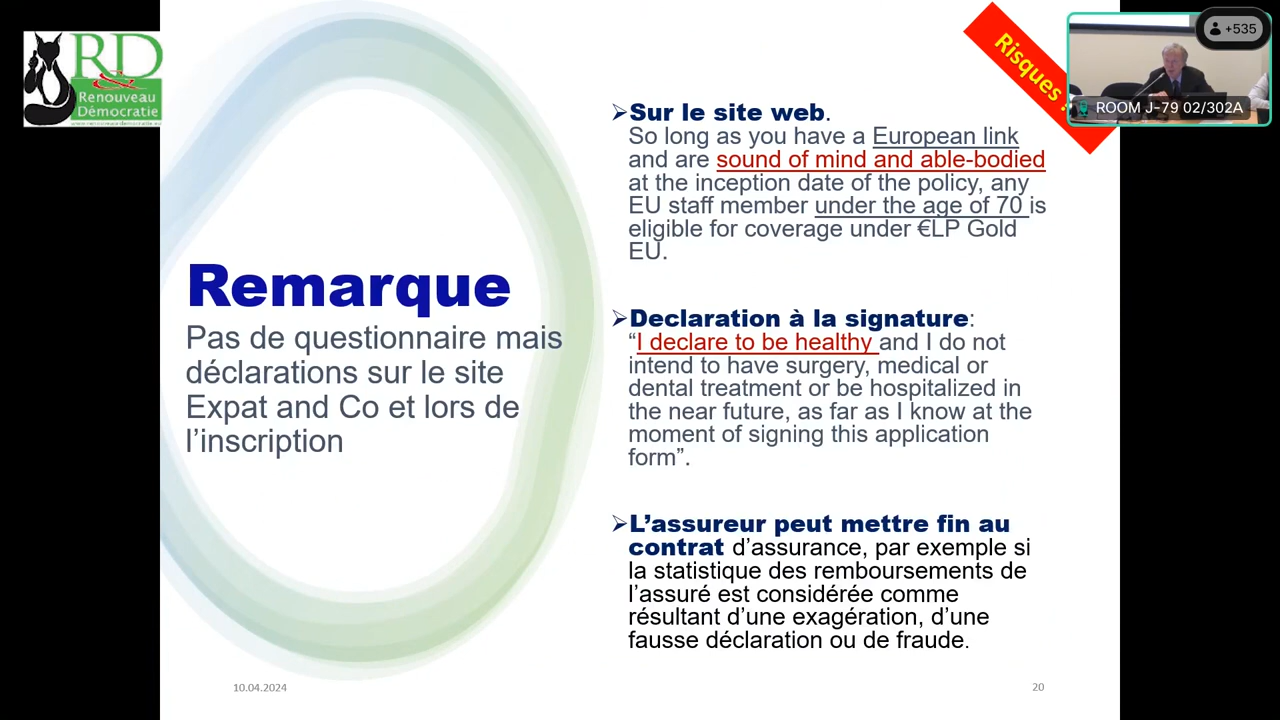 RD
&
Renouveau
Démocratie
Risques
+535
ROOM J-79 02/302A
Remarque
Pas de questionnaire mais
déclarations sur le site
Expat and Co et lors de
l’inscription
➢Sur le site web.
So long as you have a European link
and are sound of mind and able-bodied
at the inception date of the policy, any
EU staff member under the age of 70 is
eligible for coverage under €LP Gold
EU.
➢Declaration à la signature:
“I declare to be healthy and I do not
intend to have surgery, medical or
dental treatment or be hospitalized in
the near future, as far as I know at the
moment of signing this application
form”.
➢L’assureur peut mettre fin au
contrat d’assurance, par exemple si
la statistique des remboursements de
l’assuré est considérée comme
résultant d’une exagération, d’une
fausse déclaration ou de fraude.
10.04.2024
20